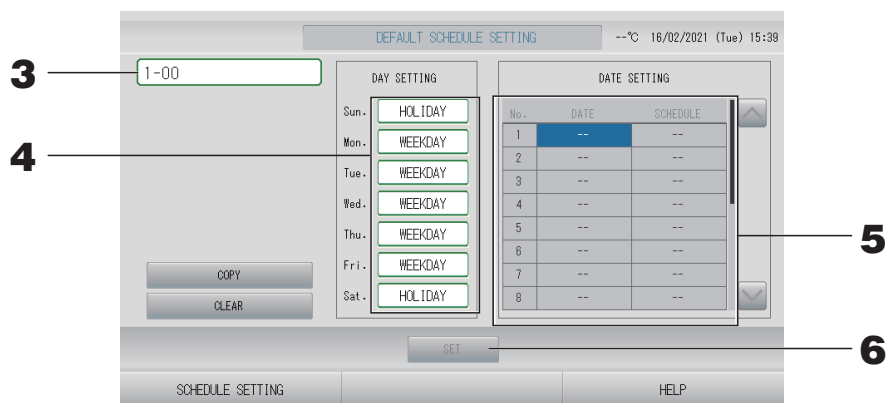 DEFAULT SCHEDULE SETTING --°C 16/02/2021 (Tue) 15:39
3 1-00 DAY SETTING DATE SETTING
Sun. HOLIDAY No. DATE SCHEDULE
Mon. WEEKDAY 1 -- --
4 2 -- --
Tue. WEEKDAY 3 -- --
Wed. WEEKDAY 4 -- --
Thu. WEEKDAY 5 -- -- 5
6 -- --
COPY Fri. WEEKDAY 7 -- --
CLEAR Sat. HOLIDAY 8 -- --
SET 6
SCHEDULE SETTING HELP